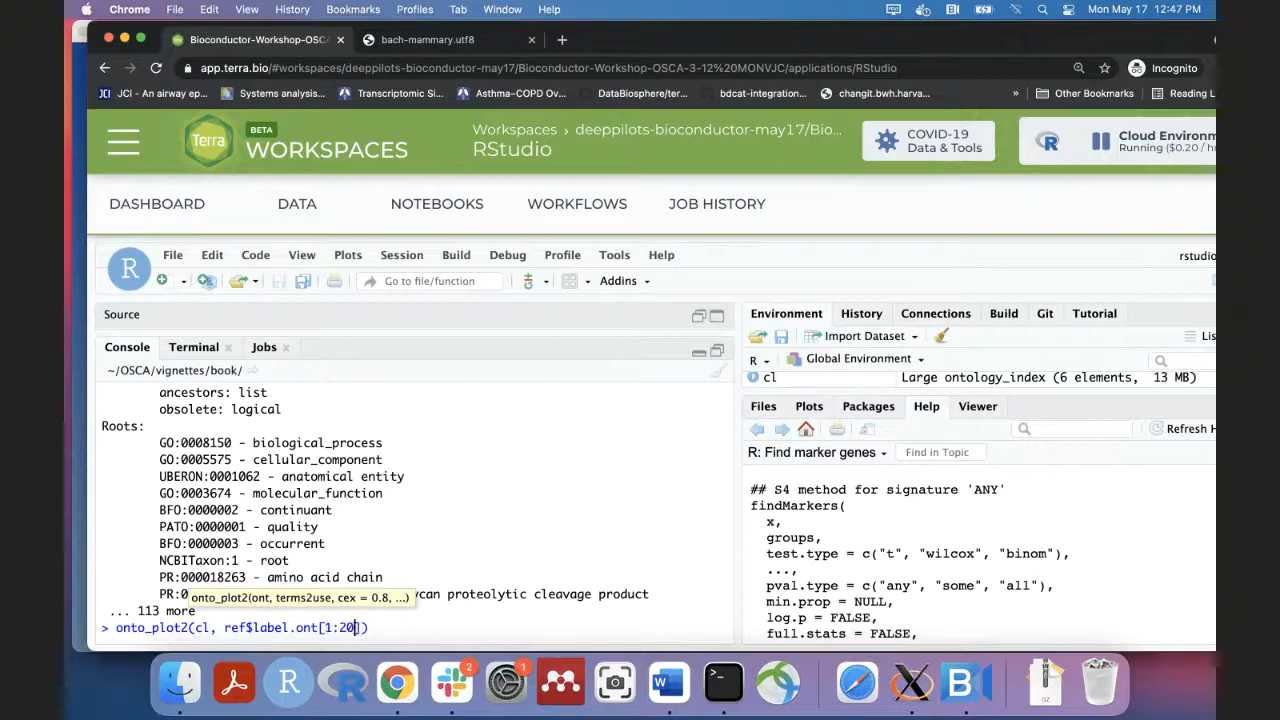 Chrome File Edit View History Bookmarks Profiles Tab Window Help Mon May 17 12:47 PM
Bioconductor-Workshop-OSCA bach-mammary.utf8
app.terra.bio/#workspaces/deeppilots-bioconductor-may17/Bioconductor-Workshop-OSCA-3-12%20MONVJC/applications/RStudio Incognito
JCI - An airway ep... Systems analysis... Transcriptomic Si... Asthma–COPD Ov... DataBiosphere/ter... bdcat-integration... changit.bwh.harva... » Other Bookmarks Reading L
Terra BETA WORKSPACES
Workspaces › deeppilots-bioconductor-may17/Bio...
RStudio
COVID-19
Data & Tools
Cloud Environm
Running ($0.20 / hr
DASHBOARD DATA NOTEBOOKS WORKFLOWS JOB HISTORY
R File Edit Code View Plots Session Build Debug Profile Tools Help rstudio
Go to file/function Addins
Source
Console Terminal Jobs
~/OSCA/vignettes/book/
ancestors: list
obsolete: logical
Roots:
GO:0008150 - biological_process
GO:0005575 - cellular_component
UBERON:0001062 - anatomical entity
GO:0003674 - molecular_function
BFO:0000002 - continuant
PATO:0000001 - quality
BFO:0000003 - occurrent
NCBITaxon:1 - root
PR:000018263 - amino acid chain
PR:0 ycan proteolytic cleavage product
onto_plot2(ont, terms2use, cex = 0.8, ...)
... 113 more
> onto_plot2(cl, ref$label.ont[1:20])
Environment History Connections Build Git Tutorial
Import Dataset Lis
R Global Environment
cl Large ontology_index (6 elements, 13 MB)
Files Plots Packages Help Viewer
Refresh H
R: Find marker genes Find in Topic
## S4 method for signature 'ANY'
findMarkers(
x,
groups,
test.type = c("t", "wilcox", "binom"),
...,
pval.type = c("any", "some", "all"),
min.prop = NULL,
log.p = FALSE,
full.stats = FALSE,
2
1